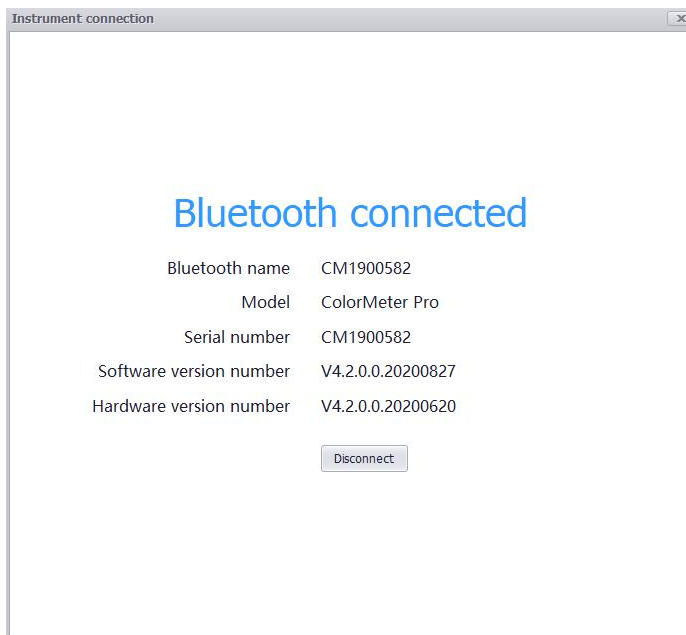 Instrument connection
Bluetooth connected
Bluetooth name CM1900582
Model ColorMeter Pro
Serial number CM1900582
Software version number V4.2.0.0.20200827
Hardware version number V4.2.0.0.20200620
Disconnect